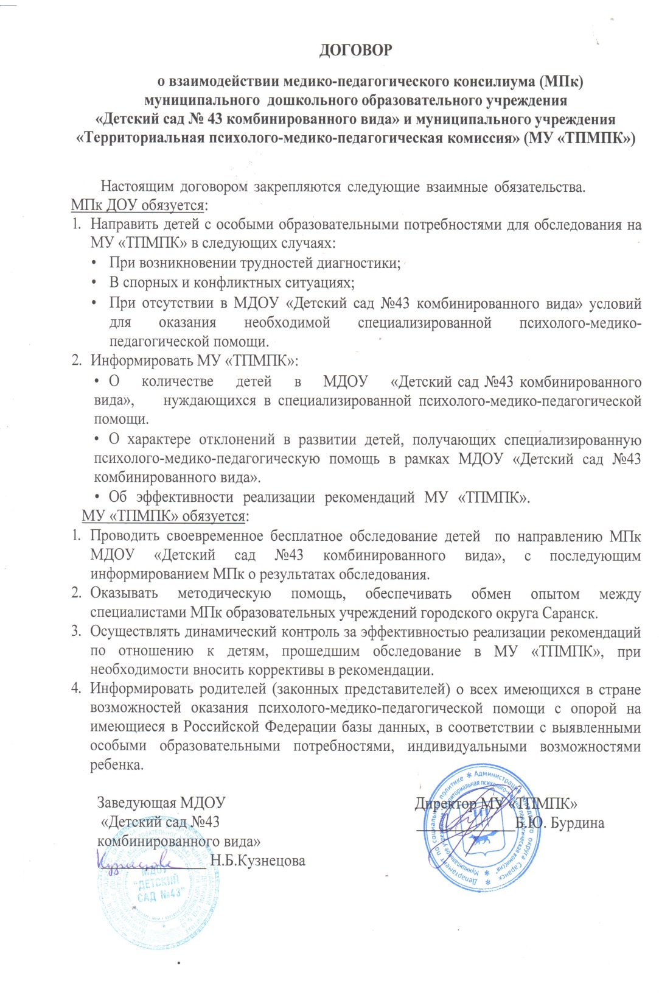 ДОГОВОР
о взаимодействии медико-педагогического консилиума (МПк)
муниципального дошкольного образовательного учреждения
«Детский сад № 43 комбинированного вида» и муниципального учреждения
«Территориальная психолого-медико-педагогическая комиссия» (МУ «ТПМПК»)
Настоящим договором закрепляются следующие взаимные обязательства.
МПк ДОУ обязуется:
1. Направить детей с особыми образовательными потребностями для обследования на
МУ «ТПМПК» в следующих случаях:
• При возникновении трудностей диагностики;
• В спорных и конфликтных ситуациях;
• При отсутствии в МДОУ «Детский сад №43 комбинированного вида» условий
для оказания необходимой специализированной психолого-медико-
педагогической помощи.
2. Информировать МУ «ТПМПК»:
• О количестве детей в МДОУ «Детский сад №43 комбинированного
вида», нуждающихся в специализированной психолого-медико-педагогической
помощи.
• О характере отклонений в развитии детей, получающих специализированную
психолого-медико-педагогическую помощь в рамках МДОУ «Детский сад №43
комбинированного вида».
• Об эффективности реализации рекомендаций МУ «ТПМПК».
МУ «ТПМПК» обязуется:
1. Проводить своевременное бесплатное обследование детей по направлению МПк
МДОУ «Детский сад №43 комбинированного вида», с последующим
информированием МПк о результатах обследования.
2. Оказывать методическую помощь, обеспечивать обмен опытом между
специалистами МПк образовательных учреждений городского округа Саранск.
3. Осуществлять динамический контроль за эффективностью реализации рекомендаций
по отношению к детям, прошедшим обследование в МУ «ТПМПК», при
необходимости вносить коррективы в рекомендации.
4. Информировать родителей (законных представителей) о всех имеющихся в стране
возможностей оказания психолого-медико-педагогической помощи с опорой на
имеющиеся в Российской Федерации базы данных, в соответствии с выявленными
особыми образовательными потребностями, индивидуальными возможностями
ребенка.
Заведующая МДОУ
«Детский сад №43
комбинированного вида»
Кузнецова Н.Б.Кузнецова
МДОУ
"ДЕТСКИЙ
САД №43"
Директор МУ «ТПМПК»
Б.Ю. Бурдина
Департамент по социальной политике * Администрация городского округа Саранск *
Муниципальное учреждение "Территориальная психолого-медико-педагогическая комиссия" *